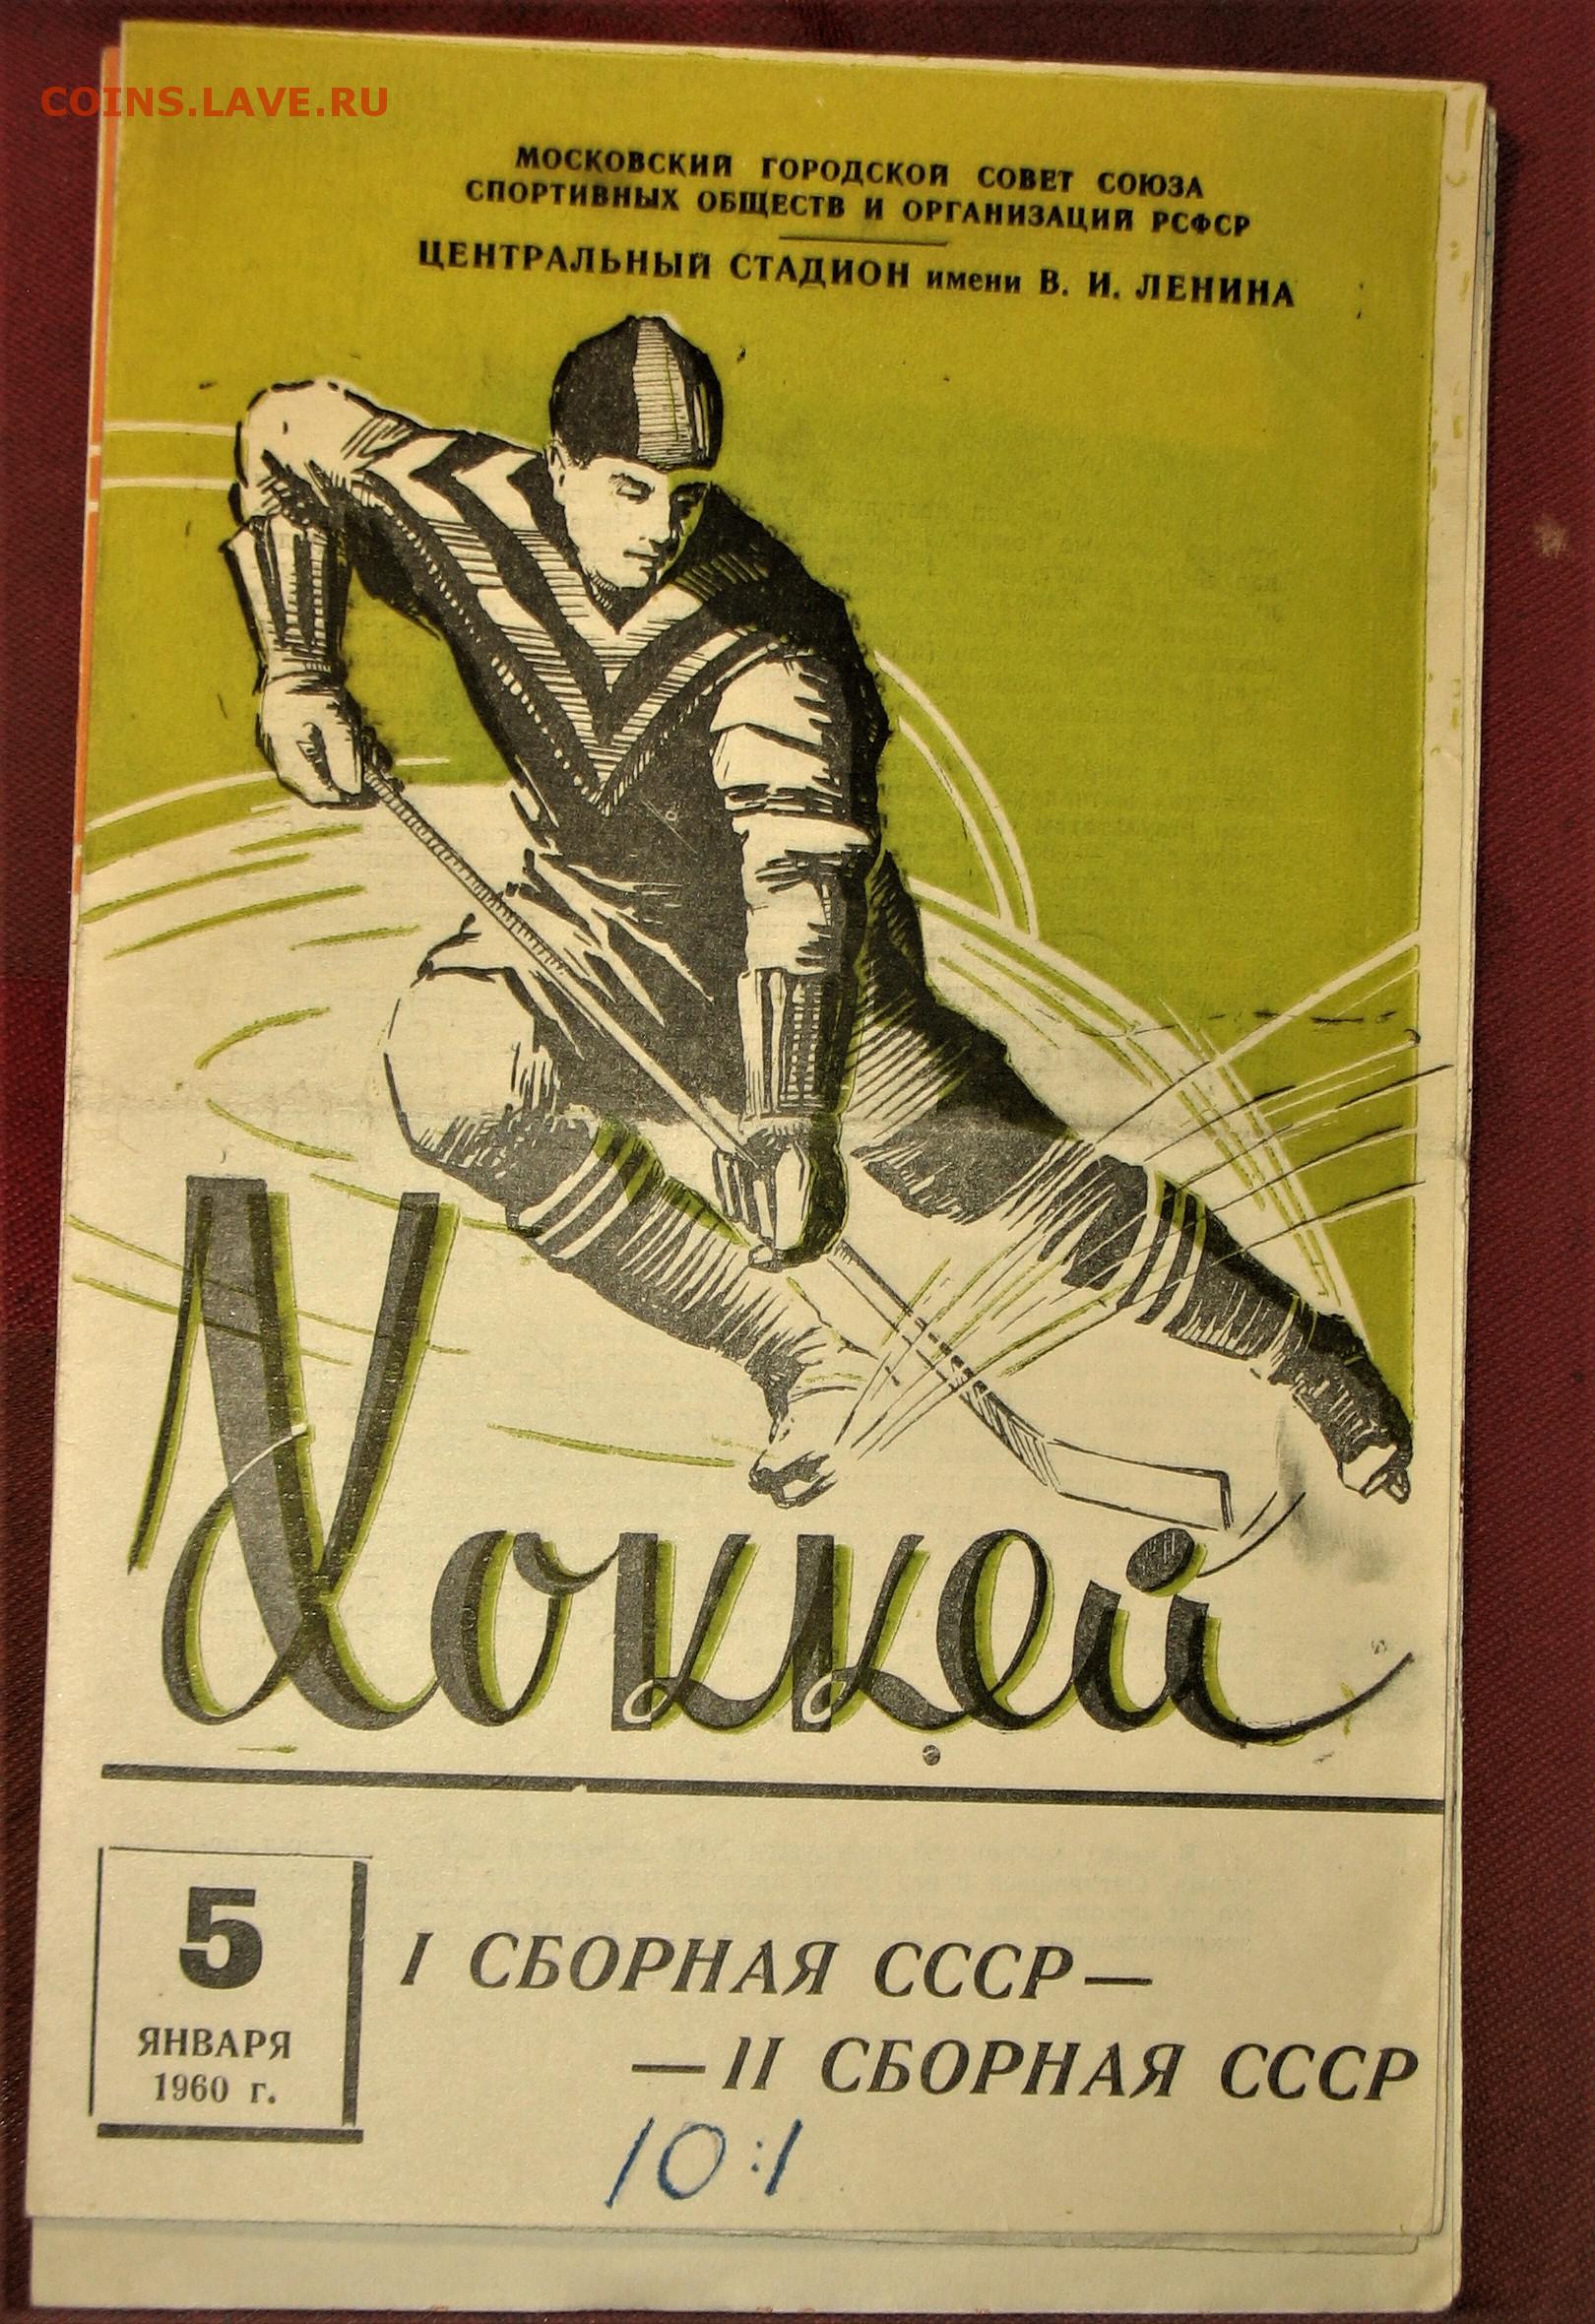 COINS.LAVE.RU
МОСКОВСКИЙ ГОРОДСКОЙ СОВЕТ СОЮЗА
СПОРТИВНЫХ ОБЩЕСТВ И ОРГАНИЗАЦИЙ РСФСР
ЦЕНТРАЛЬНЫЙ СТАДИОН имени В. И. ЛЕНИНА
Хоккей
5
ЯНВАРЯ
1960 г.
I СБОРНАЯ СССР—
—II СБОРНАЯ СССР
10:1